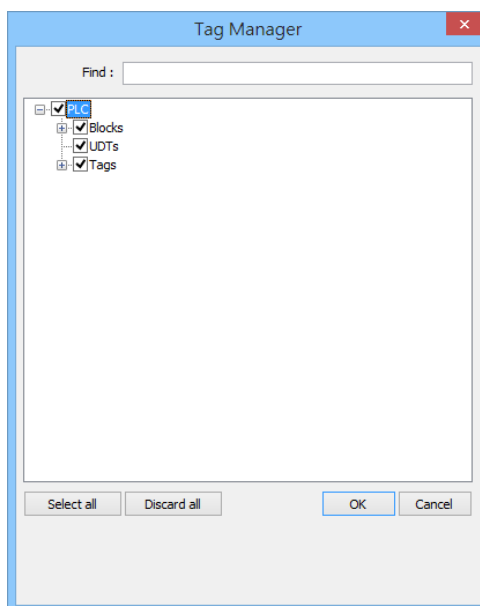 Tag Manager
Find :
PLC
Blocks
UDTs
Tags
Select all Discard all OK Cancel